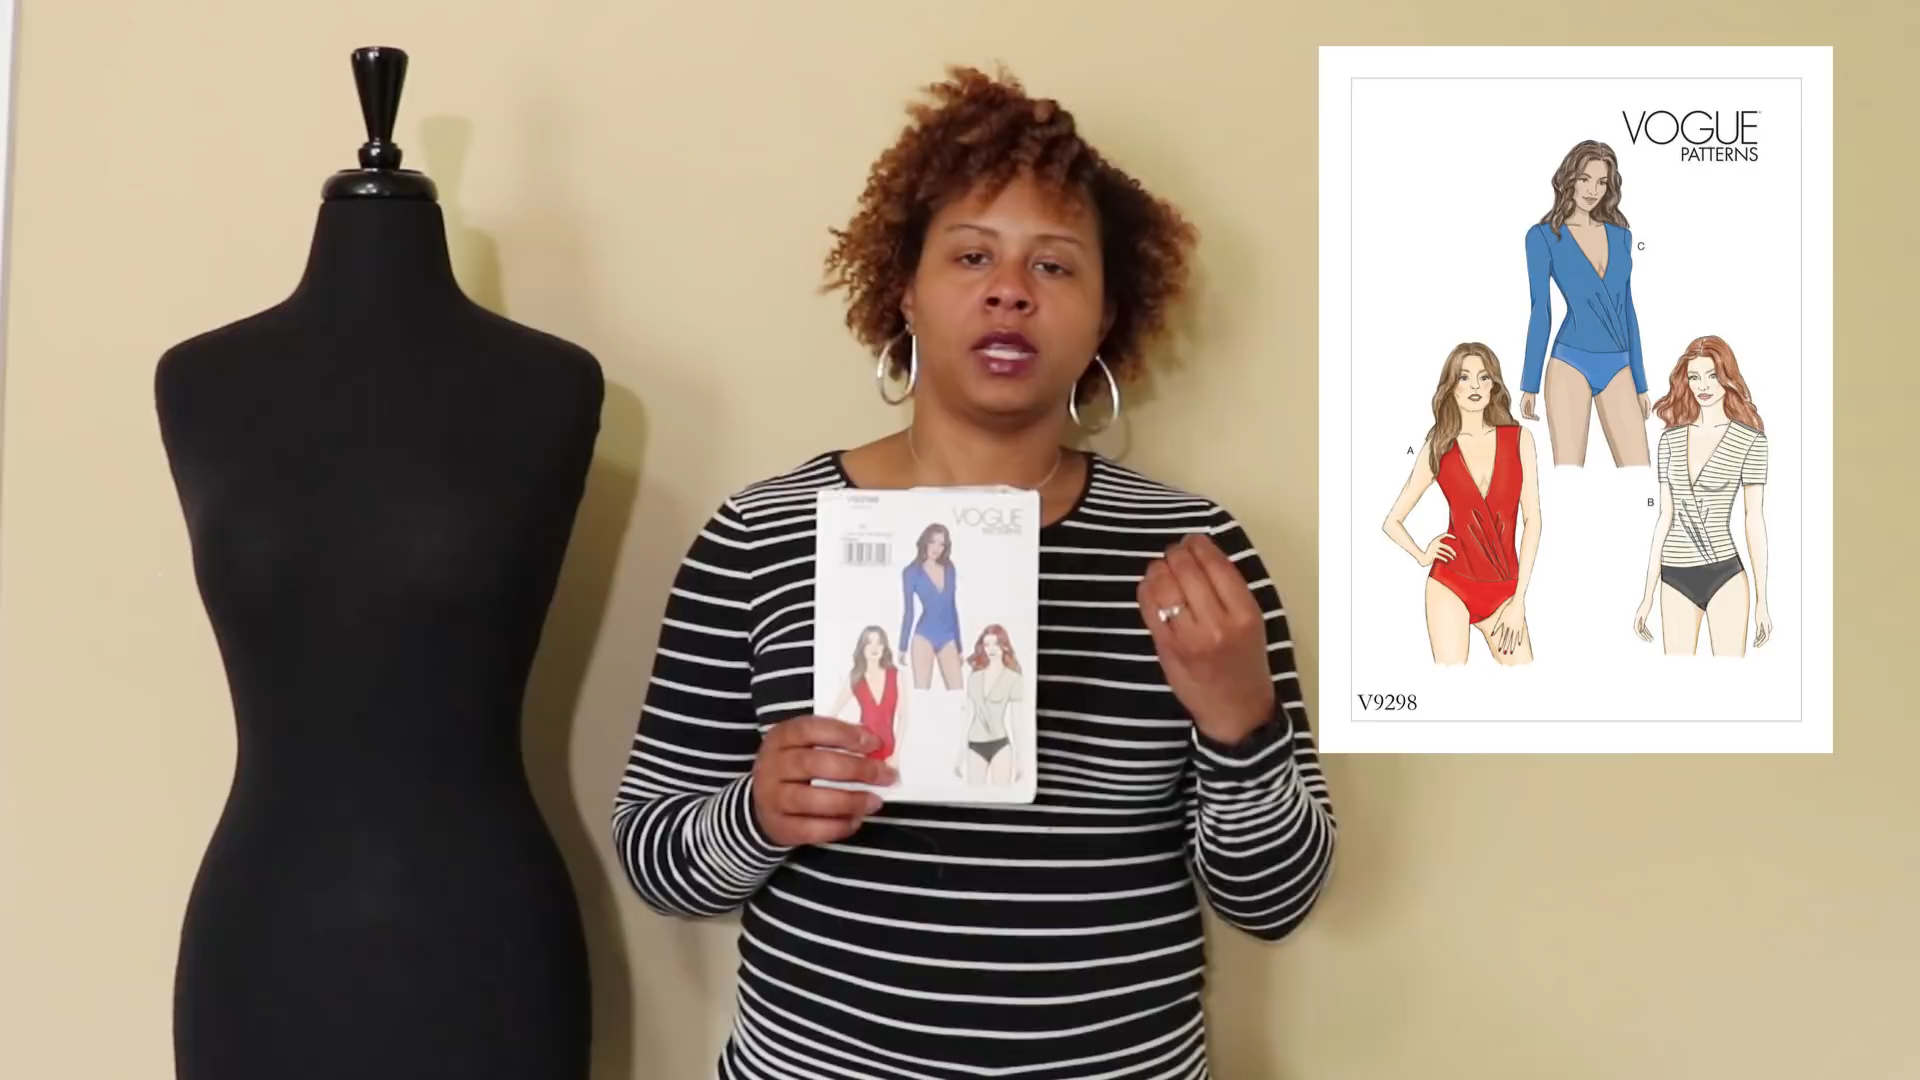 VOGUE
PATTERNS
VOGUE
PATTERNS
C
A
B
V9298